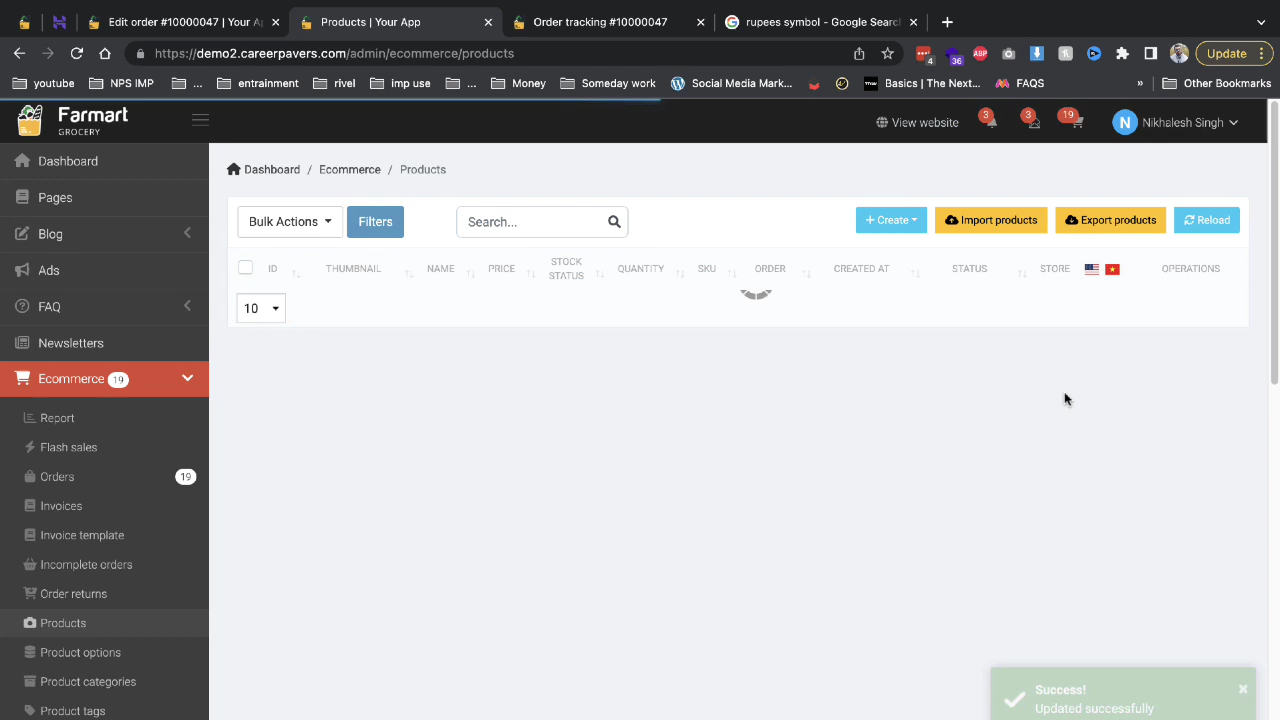 Edit order #10000047 | Your A
Products | Your App
Order tracking #10000047
rupees symbol - Google Searc
https://demo2.careerpavers.com/admin/ecommerce/products
4
36
ABP
Update
youtube
NPS IMP
...
entrainment
rivel
Imp use
...
Money
Someday work
Social Media Mark...
Basics | The Next...
FAQS
»
Other Bookmarks
Farmart
GROCERY
View website
3
3
19
N
Nikhalesh Singh
Dashboard
Pages
Blog
Ads
FAQ
Newsletters
Ecommerce 19
Report
Flash sales
Orders 19
Invoices
Invoice template
Incomplete orders
Order returns
Products
Product options
Product categories
Product tags
Dashboard / Ecommerce / Products
Bulk Actions
Filters
Search...
+ Create
Import products
Export products
Reload
ID
THUMBNAIL
NAME
PRICE
STOCK
STATUS
QUANTITY
SKU
ORDER
CREATED AT
STATUS
STORE
OPERATIONS
10
Success!
Updated successfully